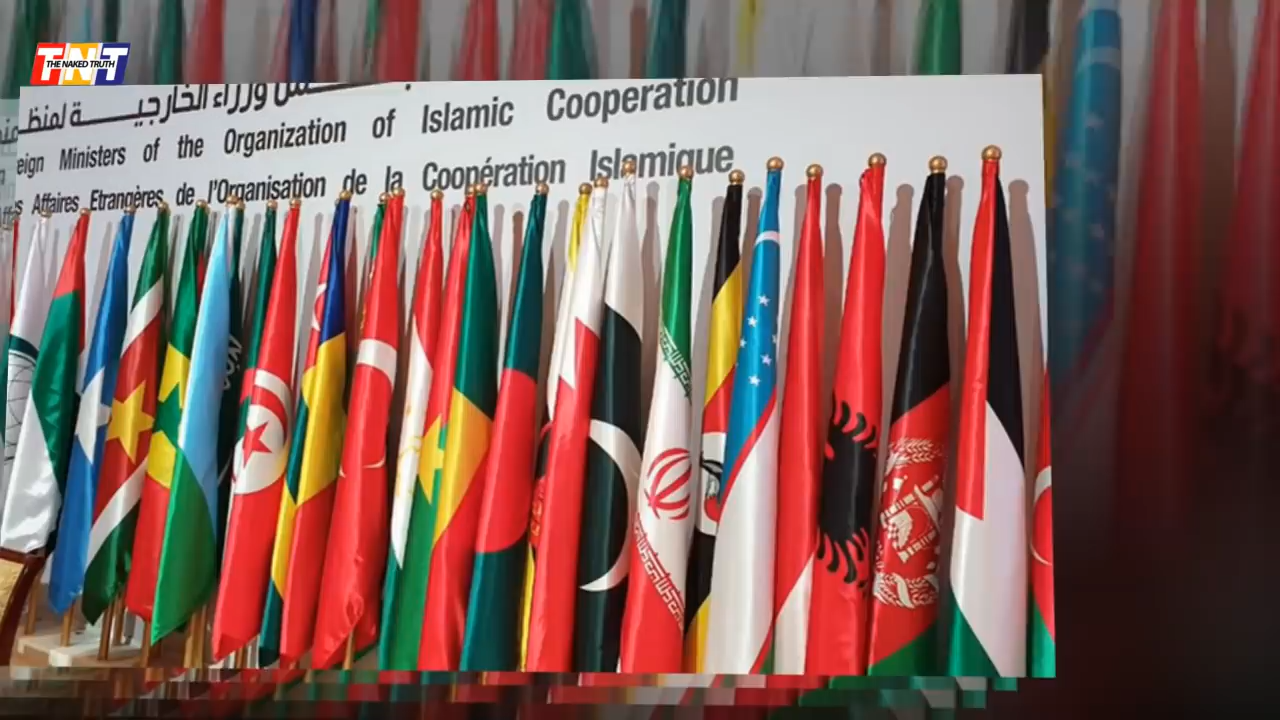 TNT
THE NAKED TRUTH
وزراء الخارجيــــة
Ministers of the Organization of Islamic Cooperation
Affaires Etrangères de l'Organisation de la Coopération Islamique